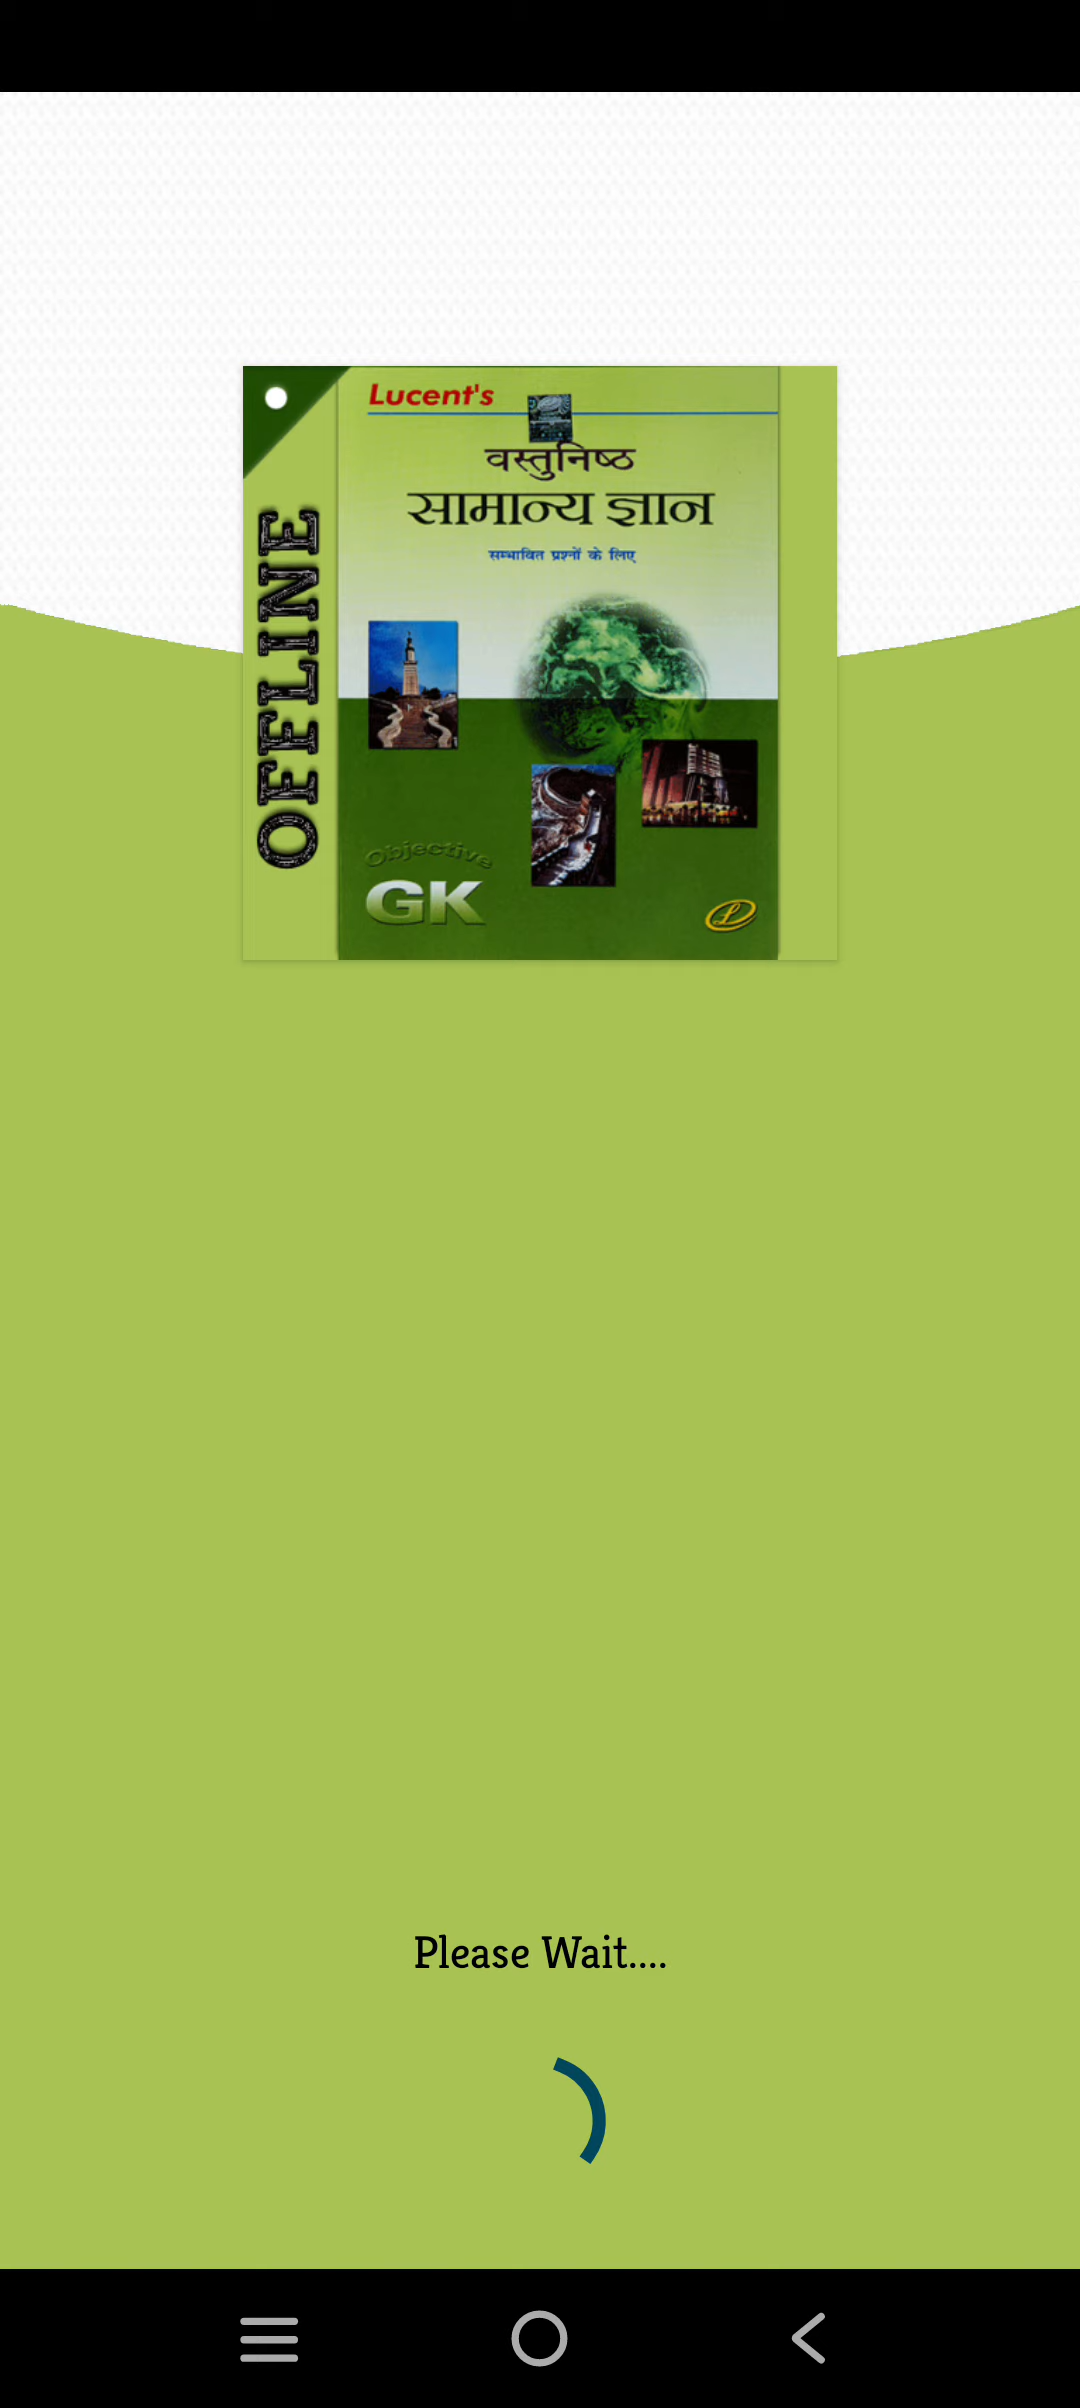 Lucent's
वस्तुनिष्ठ
सामान्य ज्ञान
सम्भावित प्रश्नों के लिए
OFFLINE
Objective
GK
Please Wait....